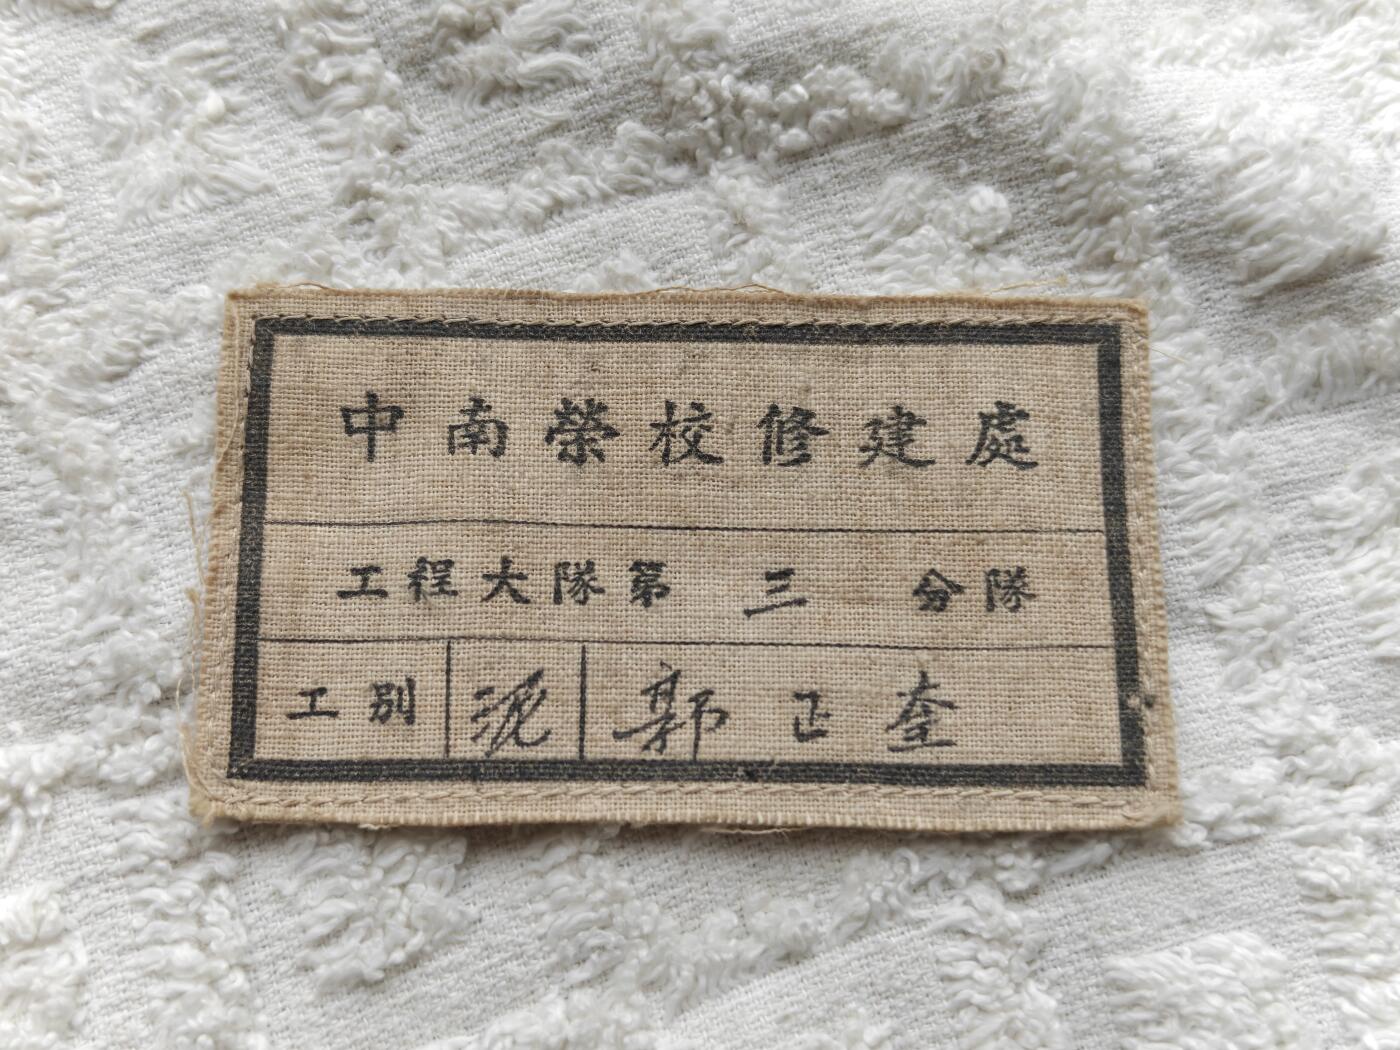 中南榮校修建處
工程大隊第 三 分隊
工別 郭正奎